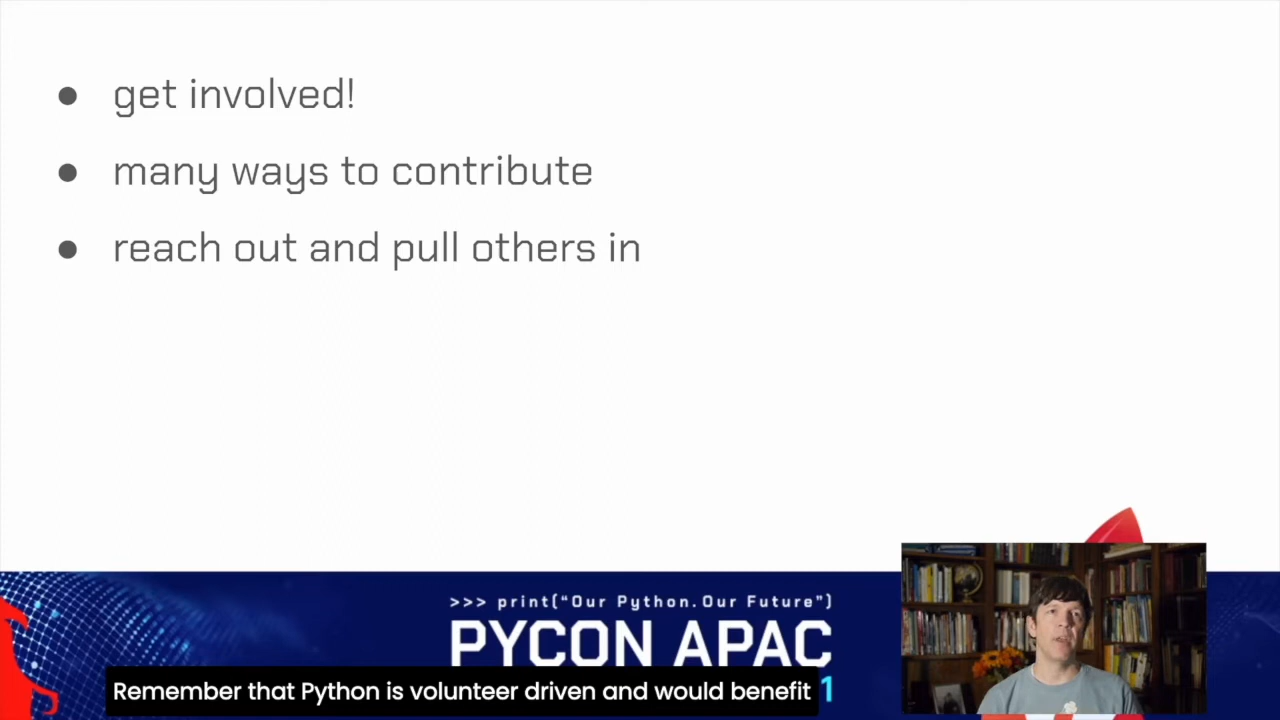 get involved!
many ways to contribute
reach out and pull others in
>>> print(“Our Python.Our Future”)
PYCON APAC
1
Remember that Python is volunteer driven and would benefit